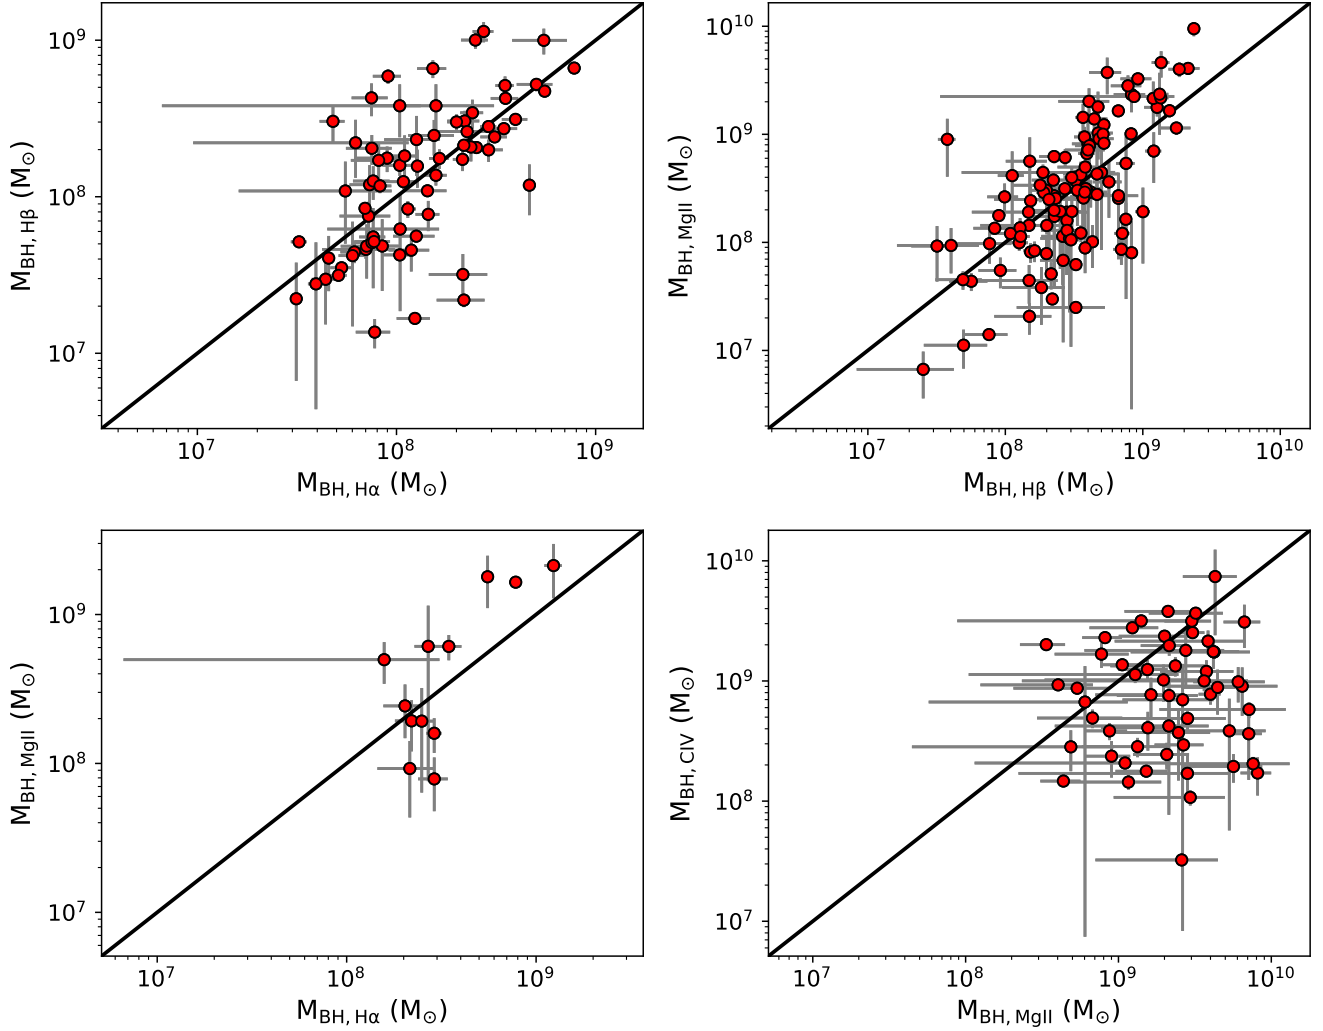 10⁹
10⁸
10⁷
M_BH, Hβ (M_⊙)
10⁷ 10⁸ 10⁹
M_BH, Hα (M_⊙)
10¹⁰
10⁹
10⁸
10⁷
M_BH, MgII (M_⊙)
10⁷ 10⁸ 10⁹ 10¹⁰
M_BH, Hβ (M_⊙)
10⁹
10⁸
10⁷
M_BH, MgII (M_⊙)
10⁷ 10⁸ 10⁹
M_BH, Hα (M_⊙)
10¹⁰
10⁹
10⁸
10⁷
M_BH, CIV (M_⊙)
10⁷ 10⁸ 10⁹ 10¹⁰
M_BH, MgII (M_⊙)